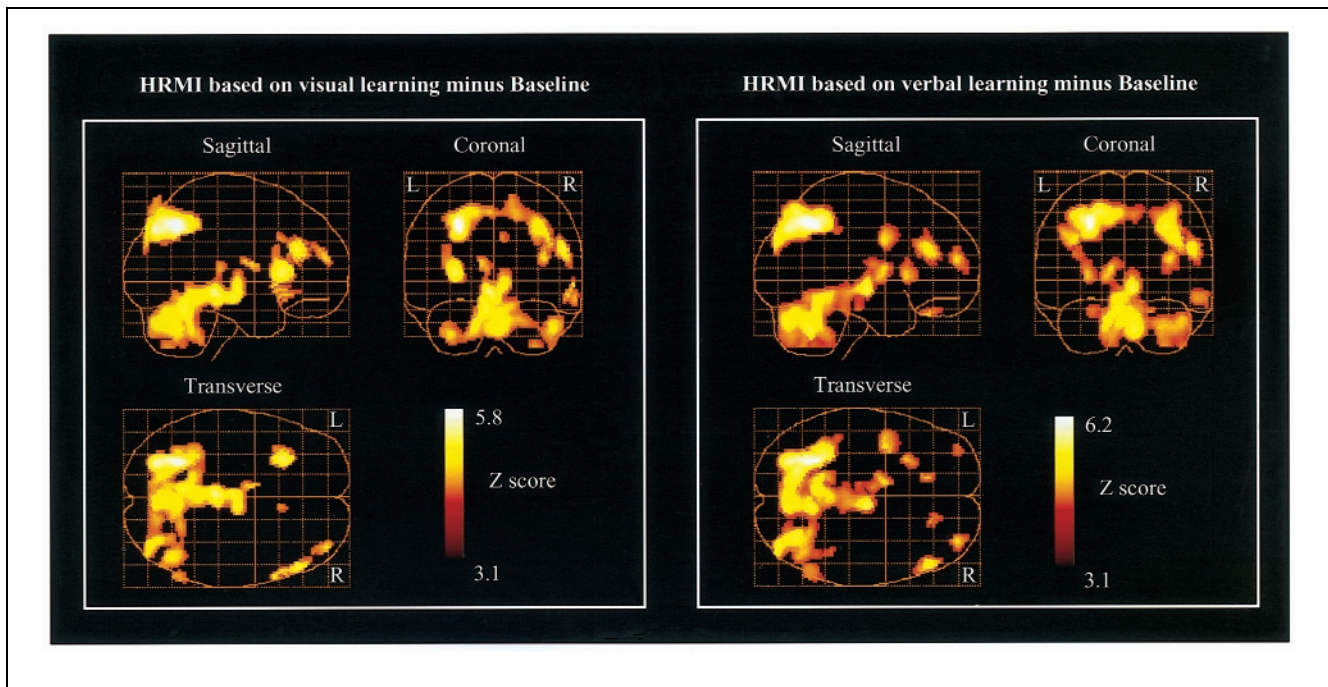 HRMI based on visual learning minus Baseline
Sagittal
Coronal
L
R
Transverse
L
R
5.8
Z score
3.1
HRMI based on verbal learning minus Baseline
Sagittal
Coronal
L
R
Transverse
L
R
6.2
Z score
3.1